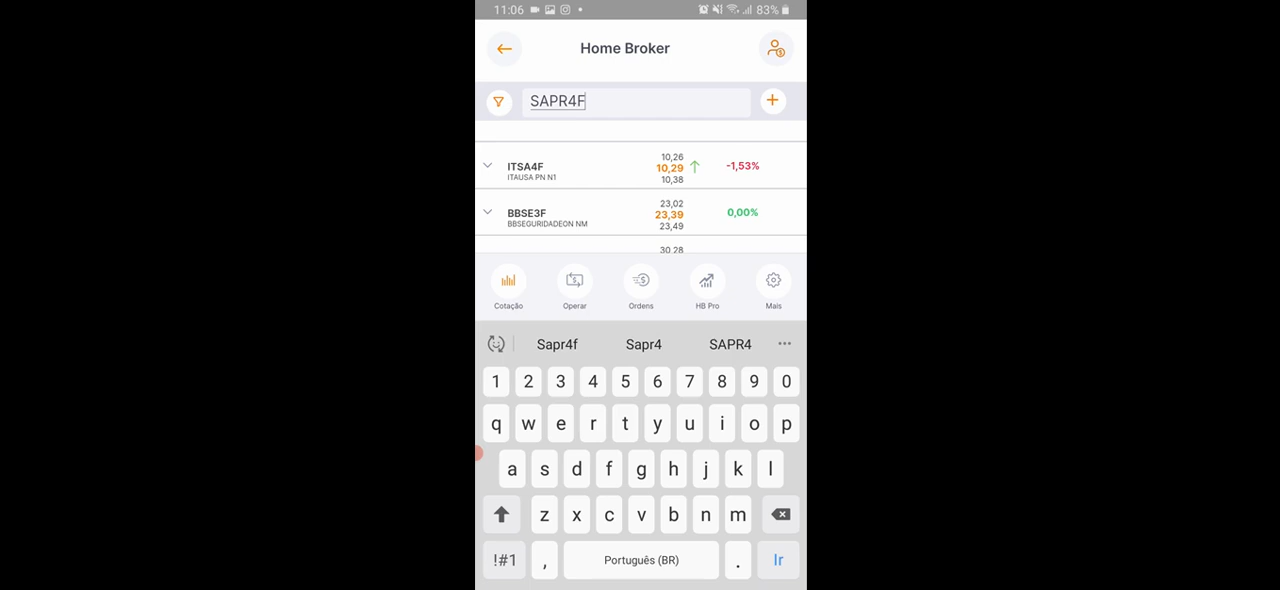 11:06 83%
Home Broker
SAPR4F
10,26
ITSA4F 10,29 -1,53%
ITAUSA PN N1 10,38
23,02
BBSE3F 23,39 0,00%
BBSEGURIDADEON NM 23,49
30,28
Cotação Operar Ordens HB Pro Mais
Sapr4f Sapr4 SAPR4 ...
1 2 3 4 5 6 7 8 9 0
q w e r t y u i o p
a s d f g h j k l
z x c v b n m
!#1 , Português (BR) . Ir